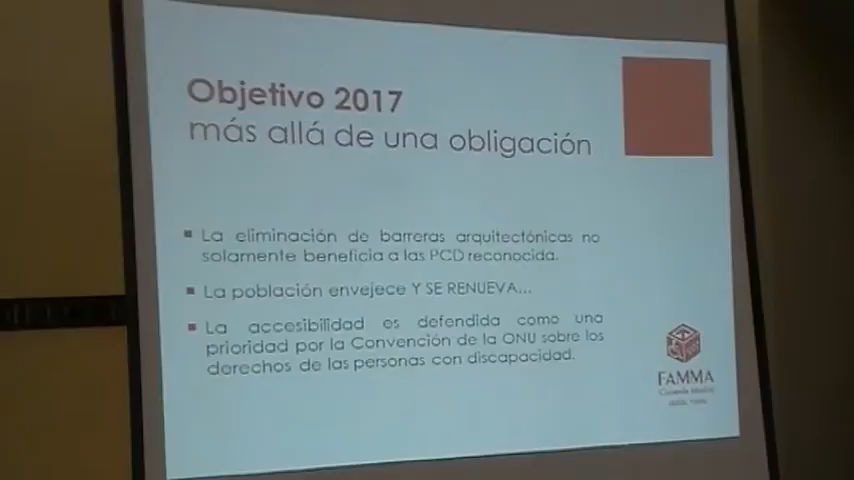 Objetivo 2017
más allá de una obligación
La eliminación de barreras arquitectónicas no
solamente beneficia a las PCD reconocida.
La población envejece Y SE RENUEVA...
La accesibilidad es defendida como una
prioridad por la Convención de la ONU sobre los
derechos de las personas con discapacidad.
FAMMA